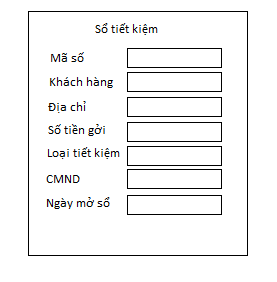 Sổ tiết kiệm
Mã số
Khách hàng
Địa chỉ
Số tiền gởi
Loại tiết kiệm
CMND
Ngày mở sổ